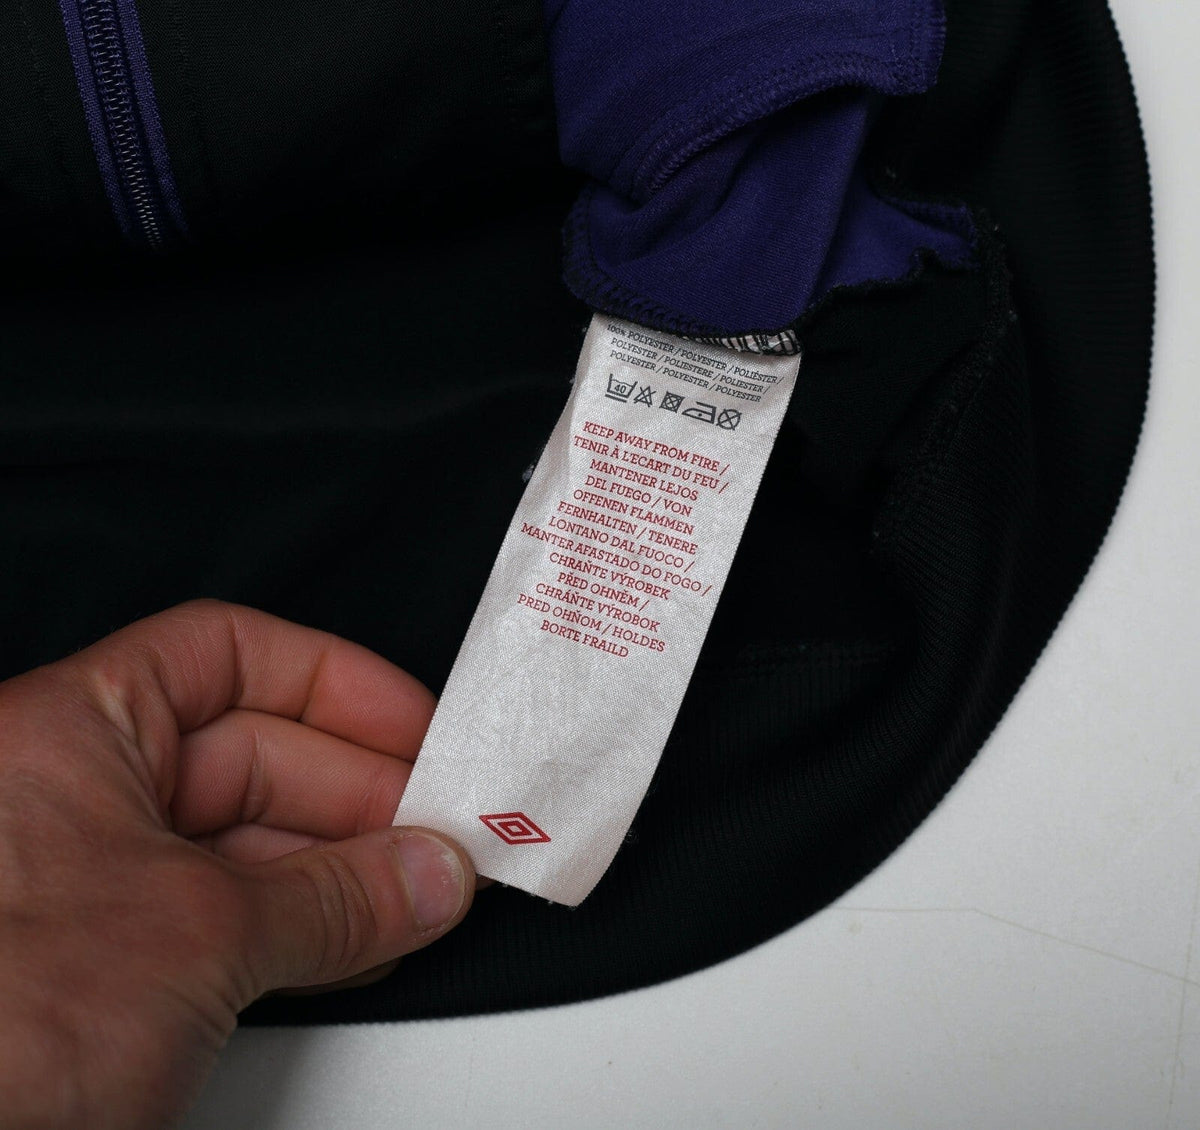 100% POLYESTER / POLYESTER / POLIÉSTER /
POLYESTER / POLIESTERE / POLIESTER /
POLYESTER / POLYESTER / POLYESTER
40
KEEP AWAY FROM FIRE /
TENIR À L'ECART DU FEU /
MANTENER LEJOS
DEL FUEGO / VON
OFFENEN FLAMMEN
FERNHALTEN / TENERE
LONTANO DAL FUOCO /
MANTER AFASTADO DO FOGO /
CHRAŇTE VÝROBEK
PŘED OHNĚM /
CHRÁŇTE VÝROBOK
PRED OHŇOM / HOLDES
BORTE FRA ILD